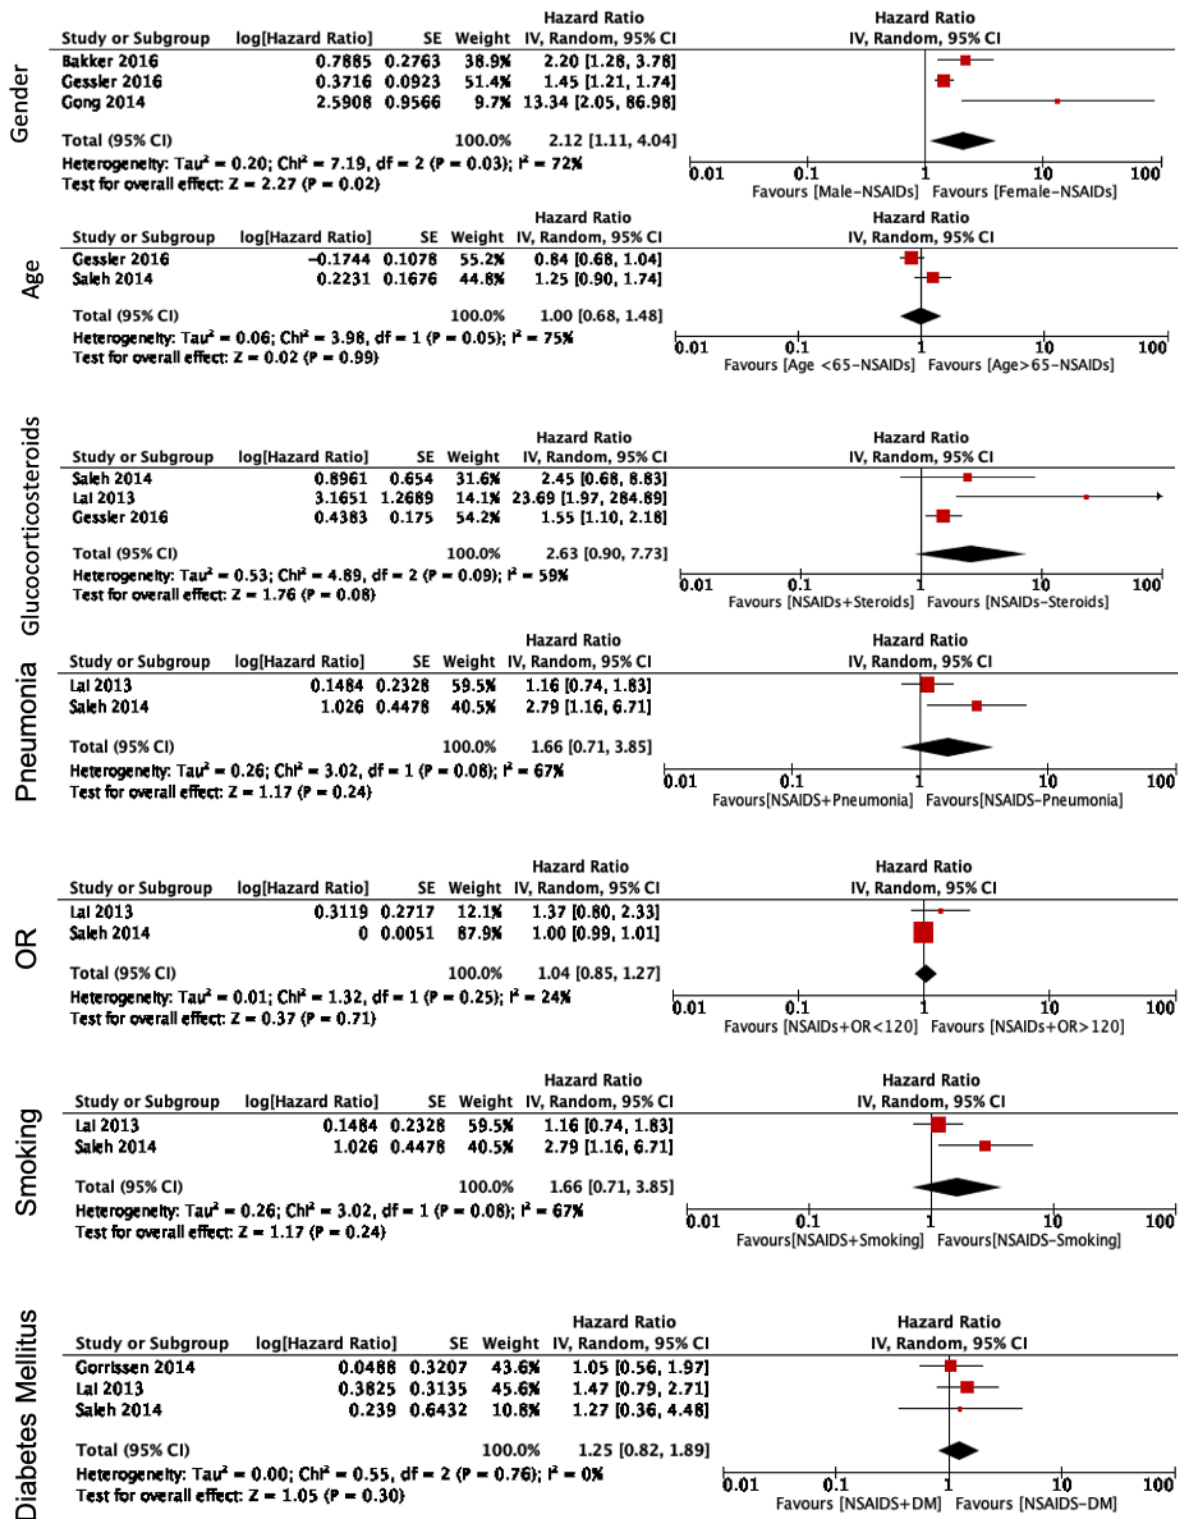 Gender
Hazard Ratio Hazard Ratio
Study or Subgroup log[Hazard Ratio] SE Weight IV, Random, 95% CI IV, Random, 95% CI
Bakker 2016 0.7885 0.2763 38.9% 2.20 [1.28, 3.78]
Gessler 2016 0.3716 0.0923 51.4% 1.45 [1.21, 1.74]
Gong 2014 2.5908 0.9566 9.7% 13.34 [2.05, 86.98]
Total (95% CI) 100.0% 2.12 [1.11, 4.04]
Heterogeneity: Tau² = 0.20; Chi² = 7.19, df = 2 (P = 0.03); I² = 72%
Test for overall effect: Z = 2.27 (P = 0.02)
0.01 0.1 1 10 100
Favours [Male-NSAIDs] Favours [Female-NSAIDs]
Age
Hazard Ratio Hazard Ratio
Study or Subgroup log[Hazard Ratio] SE Weight IV, Random, 95% CI IV, Random, 95% CI
Gessler 2016 −0.1744 0.1078 55.2% 0.84 [0.68, 1.04]
Saleh 2014 0.2231 0.1676 44.8% 1.25 [0.90, 1.74]
Total (95% CI) 100.0% 1.00 [0.68, 1.48]
Heterogeneity: Tau² = 0.06; Chi² = 3.98, df = 1 (P = 0.05); I² = 75%
Test for overall effect: Z = 0.02 (P = 0.99)
0.01 0.1 1 10 100
Favours [Age <65-NSAIDs] Favours [Age>65-NSAIDs]
Glucocorticosteroids
Hazard Ratio Hazard Ratio
Study or Subgroup log[Hazard Ratio] SE Weight IV, Random, 95% CI IV, Random, 95% CI
Saleh 2014 0.8961 0.654 31.6% 2.45 [0.68, 8.83]
Lai 2013 3.1651 1.2689 14.1% 23.69 [1.97, 284.89]
Gessler 2016 0.4383 0.175 54.2% 1.55 [1.10, 2.18]
Total (95% CI) 100.0% 2.63 [0.90, 7.73]
Heterogeneity: Tau² = 0.53; Chi² = 4.89, df = 2 (P = 0.09); I² = 59%
Test for overall effect: Z = 1.76 (P = 0.08)
0.01 0.1 1 10 100
Favours [NSAIDs+Steroids] Favours [NSAIDs-Steroids]
Pneumonia
Hazard Ratio Hazard Ratio
Study or Subgroup log[Hazard Ratio] SE Weight IV, Random, 95% CI IV, Random, 95% CI
Lai 2013 0.1484 0.2328 59.5% 1.16 [0.74, 1.83]
Saleh 2014 1.026 0.4478 40.5% 2.79 [1.16, 6.71]
Total (95% CI) 100.0% 1.66 [0.71, 3.85]
Heterogeneity: Tau² = 0.26; Chi² = 3.02, df = 1 (P = 0.08); I² = 67%
Test for overall effect: Z = 1.17 (P = 0.24)
0.01 0.1 1 10 100
Favours[NSAIDS+Pneumonia] Favours[NSAIDS-Pneumonia]
OR
Hazard Ratio Hazard Ratio
Study or Subgroup log[Hazard Ratio] SE Weight IV, Random, 95% CI IV, Random, 95% CI
Lai 2013 0.3119 0.2717 12.1% 1.37 [0.80, 2.33]
Saleh 2014 0 0.0051 87.9% 1.00 [0.99, 1.01]
Total (95% CI) 100.0% 1.04 [0.85, 1.27]
Heterogeneity: Tau² = 0.01; Chi² = 1.32, df = 1 (P = 0.25); I² = 24%
Test for overall effect: Z = 0.37 (P = 0.71)
0.01 0.1 1 10 100
Favours [NSAIDs+OR<120] Favours [NSAIDs+OR>120]
Smoking
Hazard Ratio Hazard Ratio
Study or Subgroup log[Hazard Ratio] SE Weight IV, Random, 95% CI IV, Random, 95% CI
Lai 2013 0.1484 0.2328 59.5% 1.16 [0.74, 1.83]
Saleh 2014 1.026 0.4478 40.5% 2.79 [1.16, 6.71]
Total (95% CI) 100.0% 1.66 [0.71, 3.85]
Heterogeneity: Tau² = 0.26; Chi² = 3.02, df = 1 (P = 0.08); I² = 67%
Test for overall effect: Z = 1.17 (P = 0.24)
0.01 0.1 1 10 100
Favours[NSAIDS+Smoking] Favours[NSAIDS-Smoking]
Diabetes Mellitus
Hazard Ratio Hazard Ratio
Study or Subgroup log[Hazard Ratio] SE Weight IV, Random, 95% CI IV, Random, 95% CI
Gorrissen 2014 0.0488 0.3207 43.6% 1.05 [0.56, 1.97]
Lai 2013 0.3825 0.3135 45.6% 1.47 [0.79, 2.71]
Saleh 2014 0.239 0.6432 10.8% 1.27 [0.36, 4.48]
Total (95% CI) 100.0% 1.25 [0.82, 1.89]
Heterogeneity: Tau² = 0.00; Chi² = 0.55, df = 2 (P = 0.76); I² = 0%
Test for overall effect: Z = 1.05 (P = 0.30)
0.01 0.1 1 10 100
Favours [NSAIDS+DM] Favours [NSAIDS-DM]